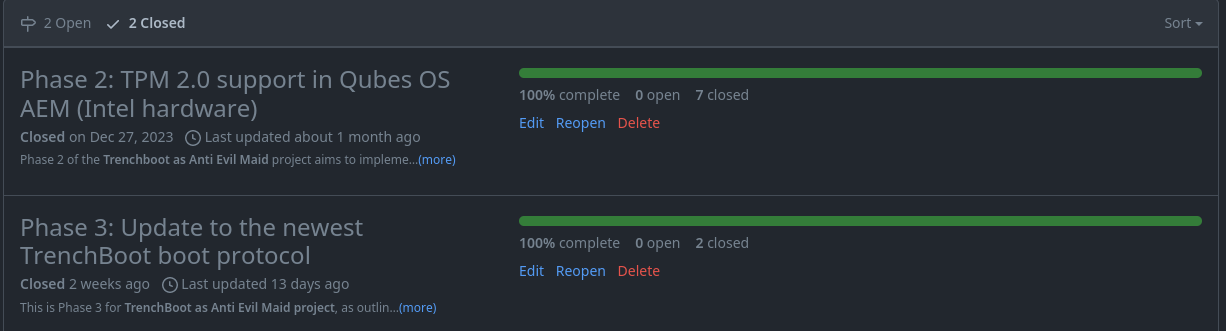 2 Open 2 Closed Sort
Phase 2: TPM 2.0 support in Qubes OS
AEM (Intel hardware)
Closed on Dec 27, 2023 Last updated about 1 month ago
Phase 2 of the Trenchboot as Anti Evil Maid project aims to impleme...(more)
100% complete 0 open 7 closed
Edit Reopen Delete
Phase 3: Update to the newest
TrenchBoot boot protocol
Closed 2 weeks ago Last updated 13 days ago
This is Phase 3 for TrenchBoot as Anti Evil Maid project, as outlin...(more)
100% complete 0 open 2 closed
Edit Reopen Delete